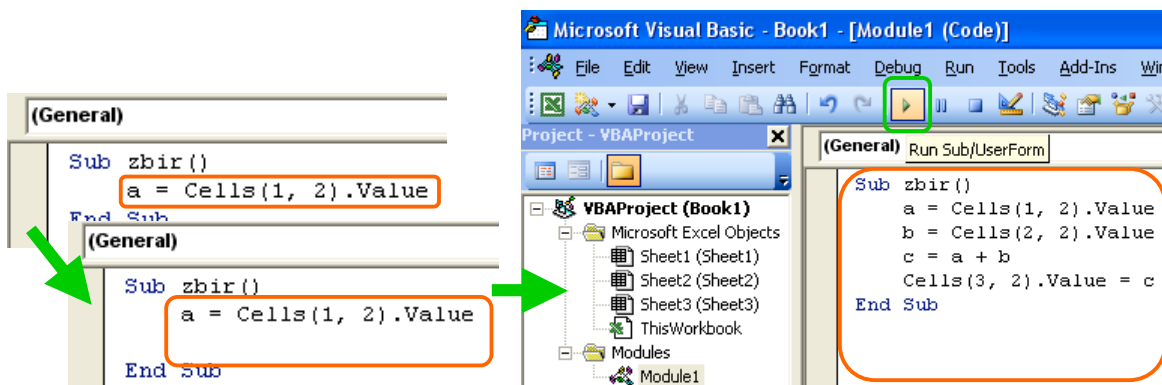 (General)
Sub zbir()
a = Cells(1, 2).Value
End Sub
(General)
Sub zbir()
a = Cells(1, 2).Value
End Sub
Microsoft Visual Basic - Book1 - [Module1 (Code)]
File Edit View Insert Format Debug Run Tools Add-Ins Win
Project - VBAProject
VBAProject (Book1)
Microsoft Excel Objects
Sheet1 (Sheet1)
Sheet2 (Sheet2)
Sheet3 (Sheet3)
ThisWorkbook
Modules
Module1
(General) Run Sub/UserForm
Sub zbir()
a = Cells(1, 2).Value
b = Cells(2, 2).Value
c = a + b
Cells(3, 2).Value = c
End Sub